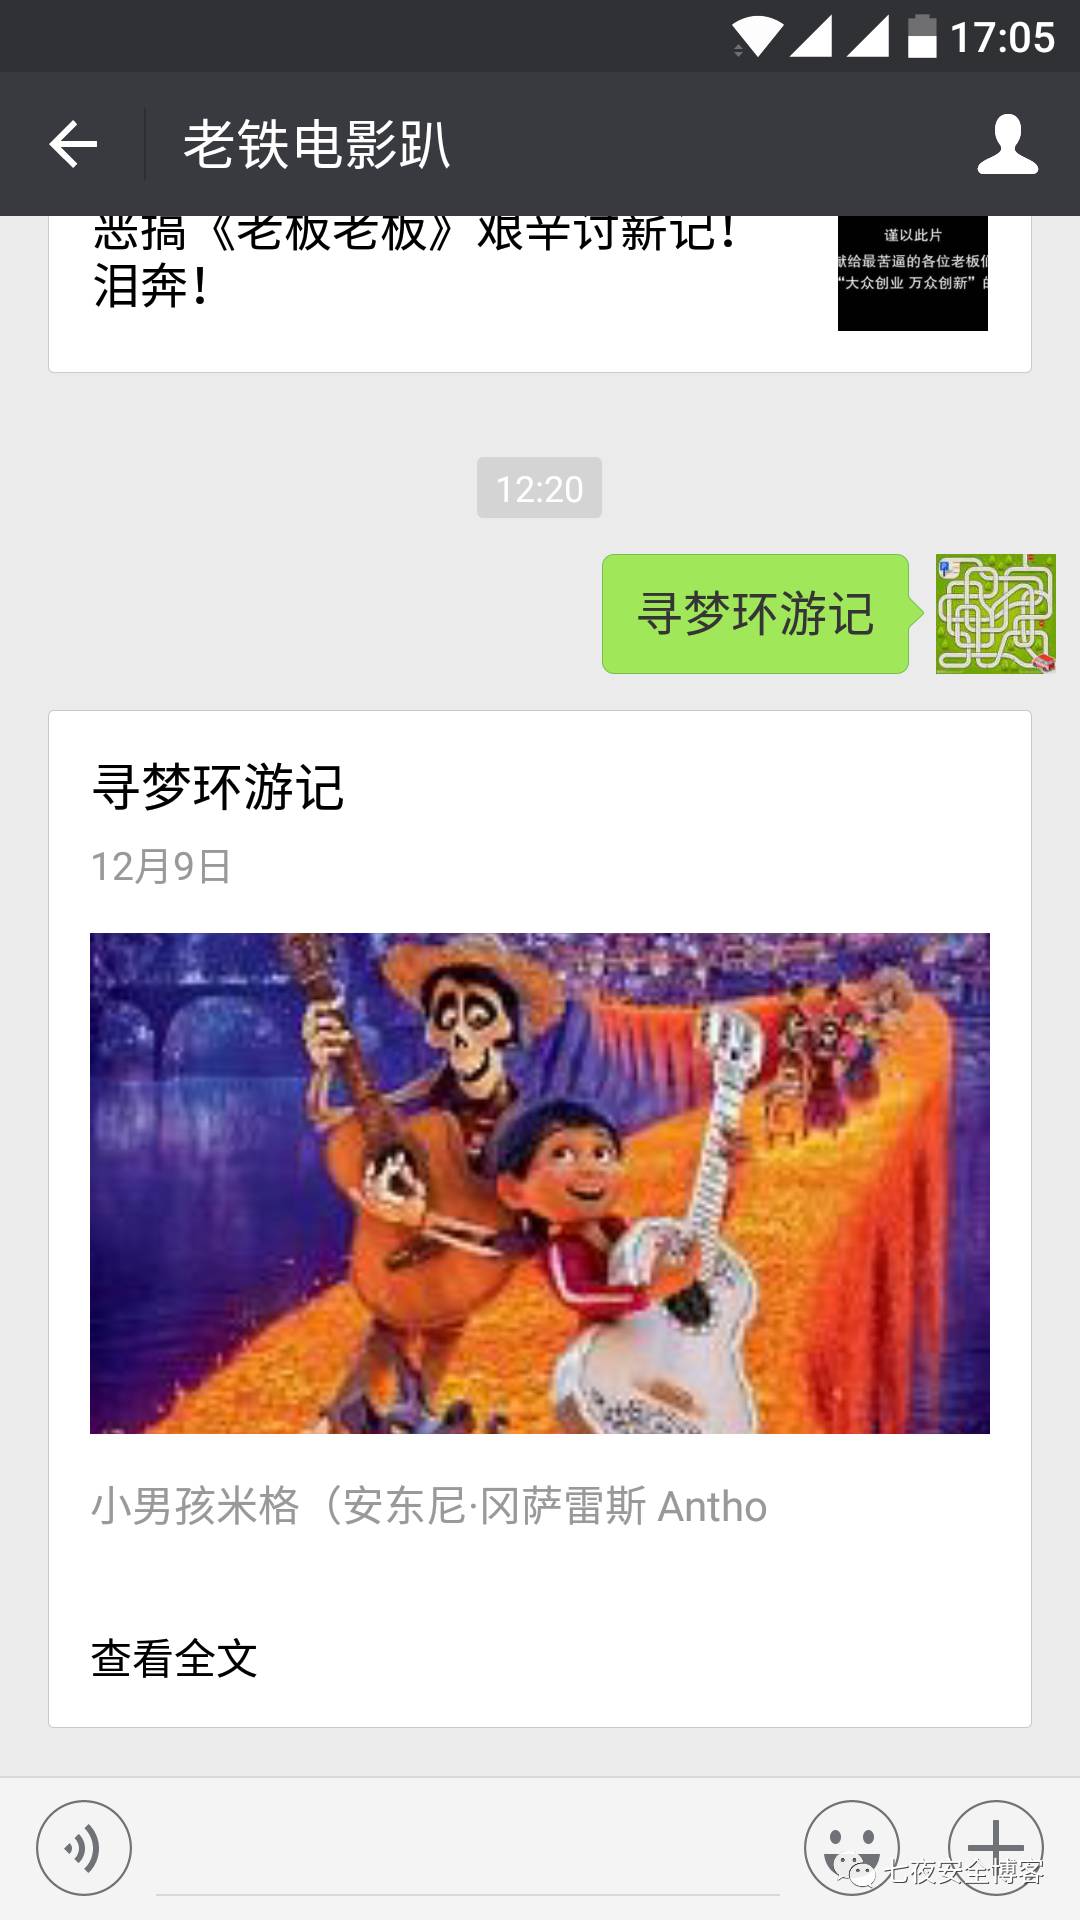 17:05
老铁电影趴
恶搞《老板老板》艰辛讨新记！
泪奔！
谨以此片
献给最苦逼的各位老板们
“大众创业 万众创新”的
12:20
寻梦环游记
寻梦环游记
12月9日
小男孩米格（安东尼·冈萨雷斯 Antho
查看全文
七夜安全博客